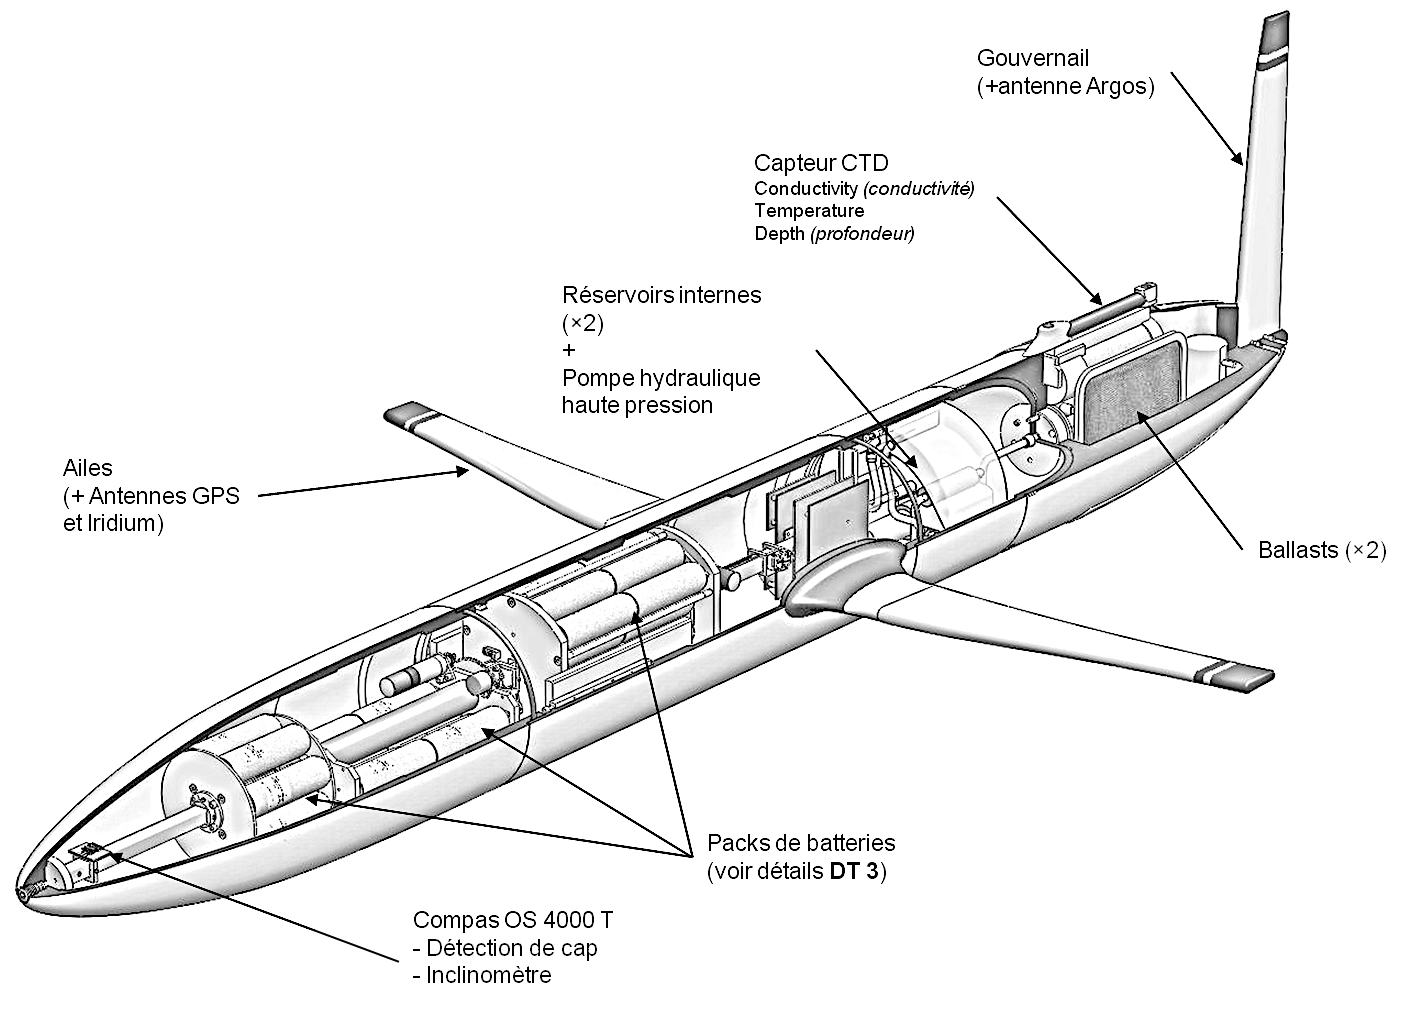 Gouvernail
(+antenne Argos)
Capteur CTD
Conductivity (conductivité)
Temperature
Depth (profondeur)
Réservoirs internes
(×2)
+
Pompe hydraulique
haute pression
Ailes
(+ Antennes GPS
et Iridium)
Ballasts (×2)
Packs de batteries
(voir détails DT 3)
Compas OS 4000 T
- Détection de cap
- Inclinomètre